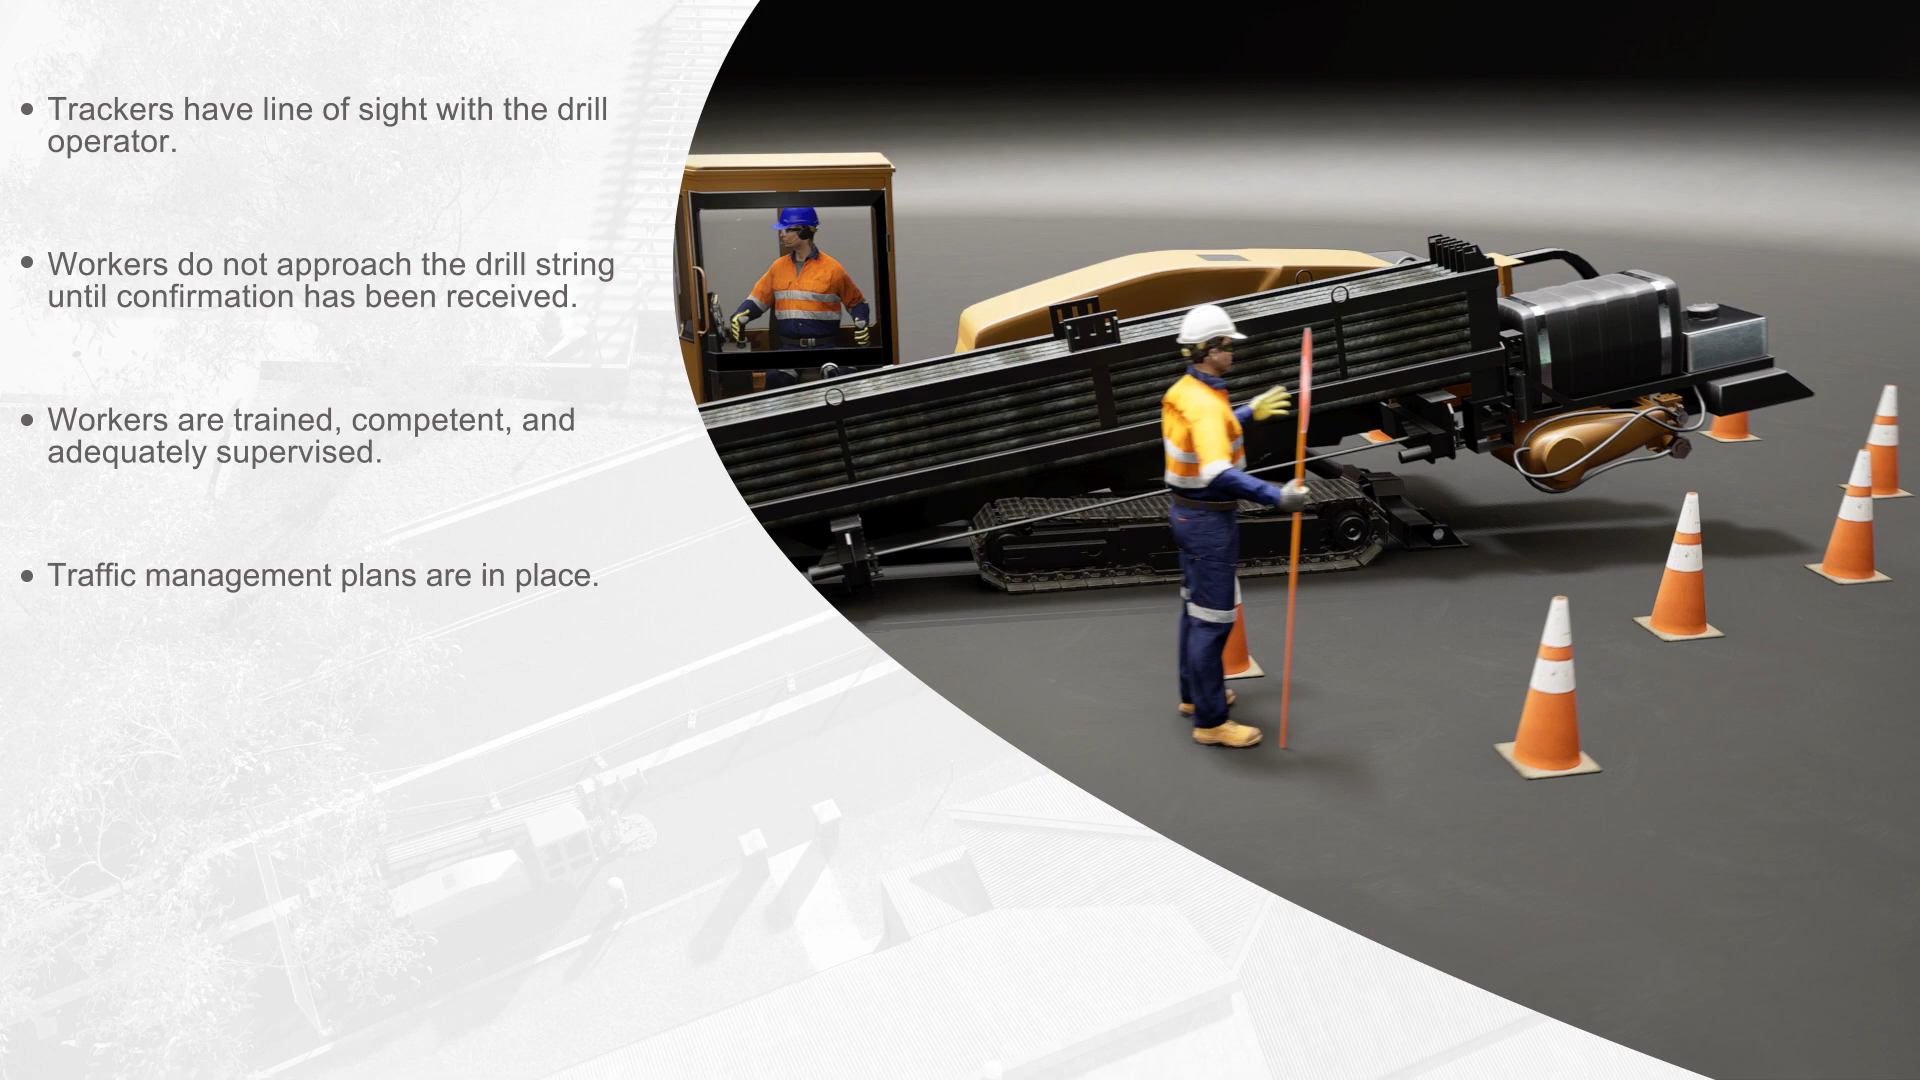 • Trackers have line of sight with the drill
operator.
• Workers do not approach the drill string
until confirmation has been received.
• Workers are trained, competent, and
adequately supervised.
• Traffic management plans are in place.